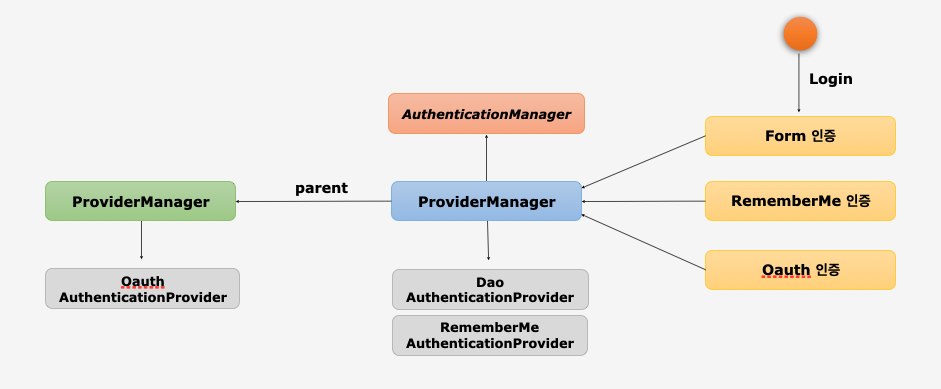 Login
AuthenticationManager
Form 인증
parent
ProviderManager
ProviderManager
RememberMe 인증
Oauth
AuthenticationProvider
Dao
AuthenticationProvider
Oauth 인증
RememberMe
AuthenticationProvider